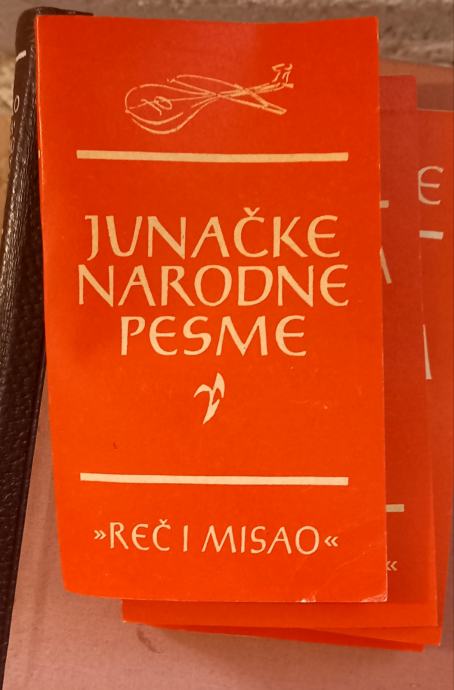 JUNAČKE
NARODNE
PESME
»REČ I MISAO«